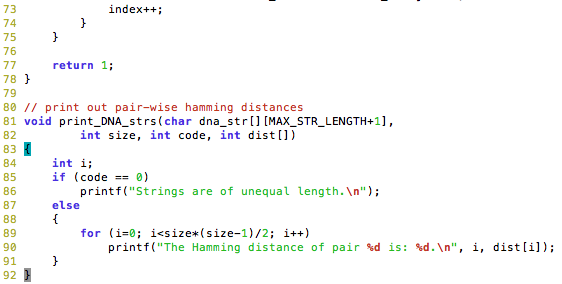 73             index++;
74         }
75     }
76
77     return 1;
78 }
79
80 // print out pair-wise hamming distances
81 void print_DNA_strs(char dna_str[][MAX_STR_LENGTH+1],
82         int size, int code, int dist[])
83 {
84     int i;
85     if (code == 0)
86         printf("Strings are of unequal length.\n");
87     else
88     {
89         for (i=0; i<size*(size-1)/2; i++)
90             printf("The Hamming distance of pair %d is: %d.\n", i, dist[i]);
91     }
92 }